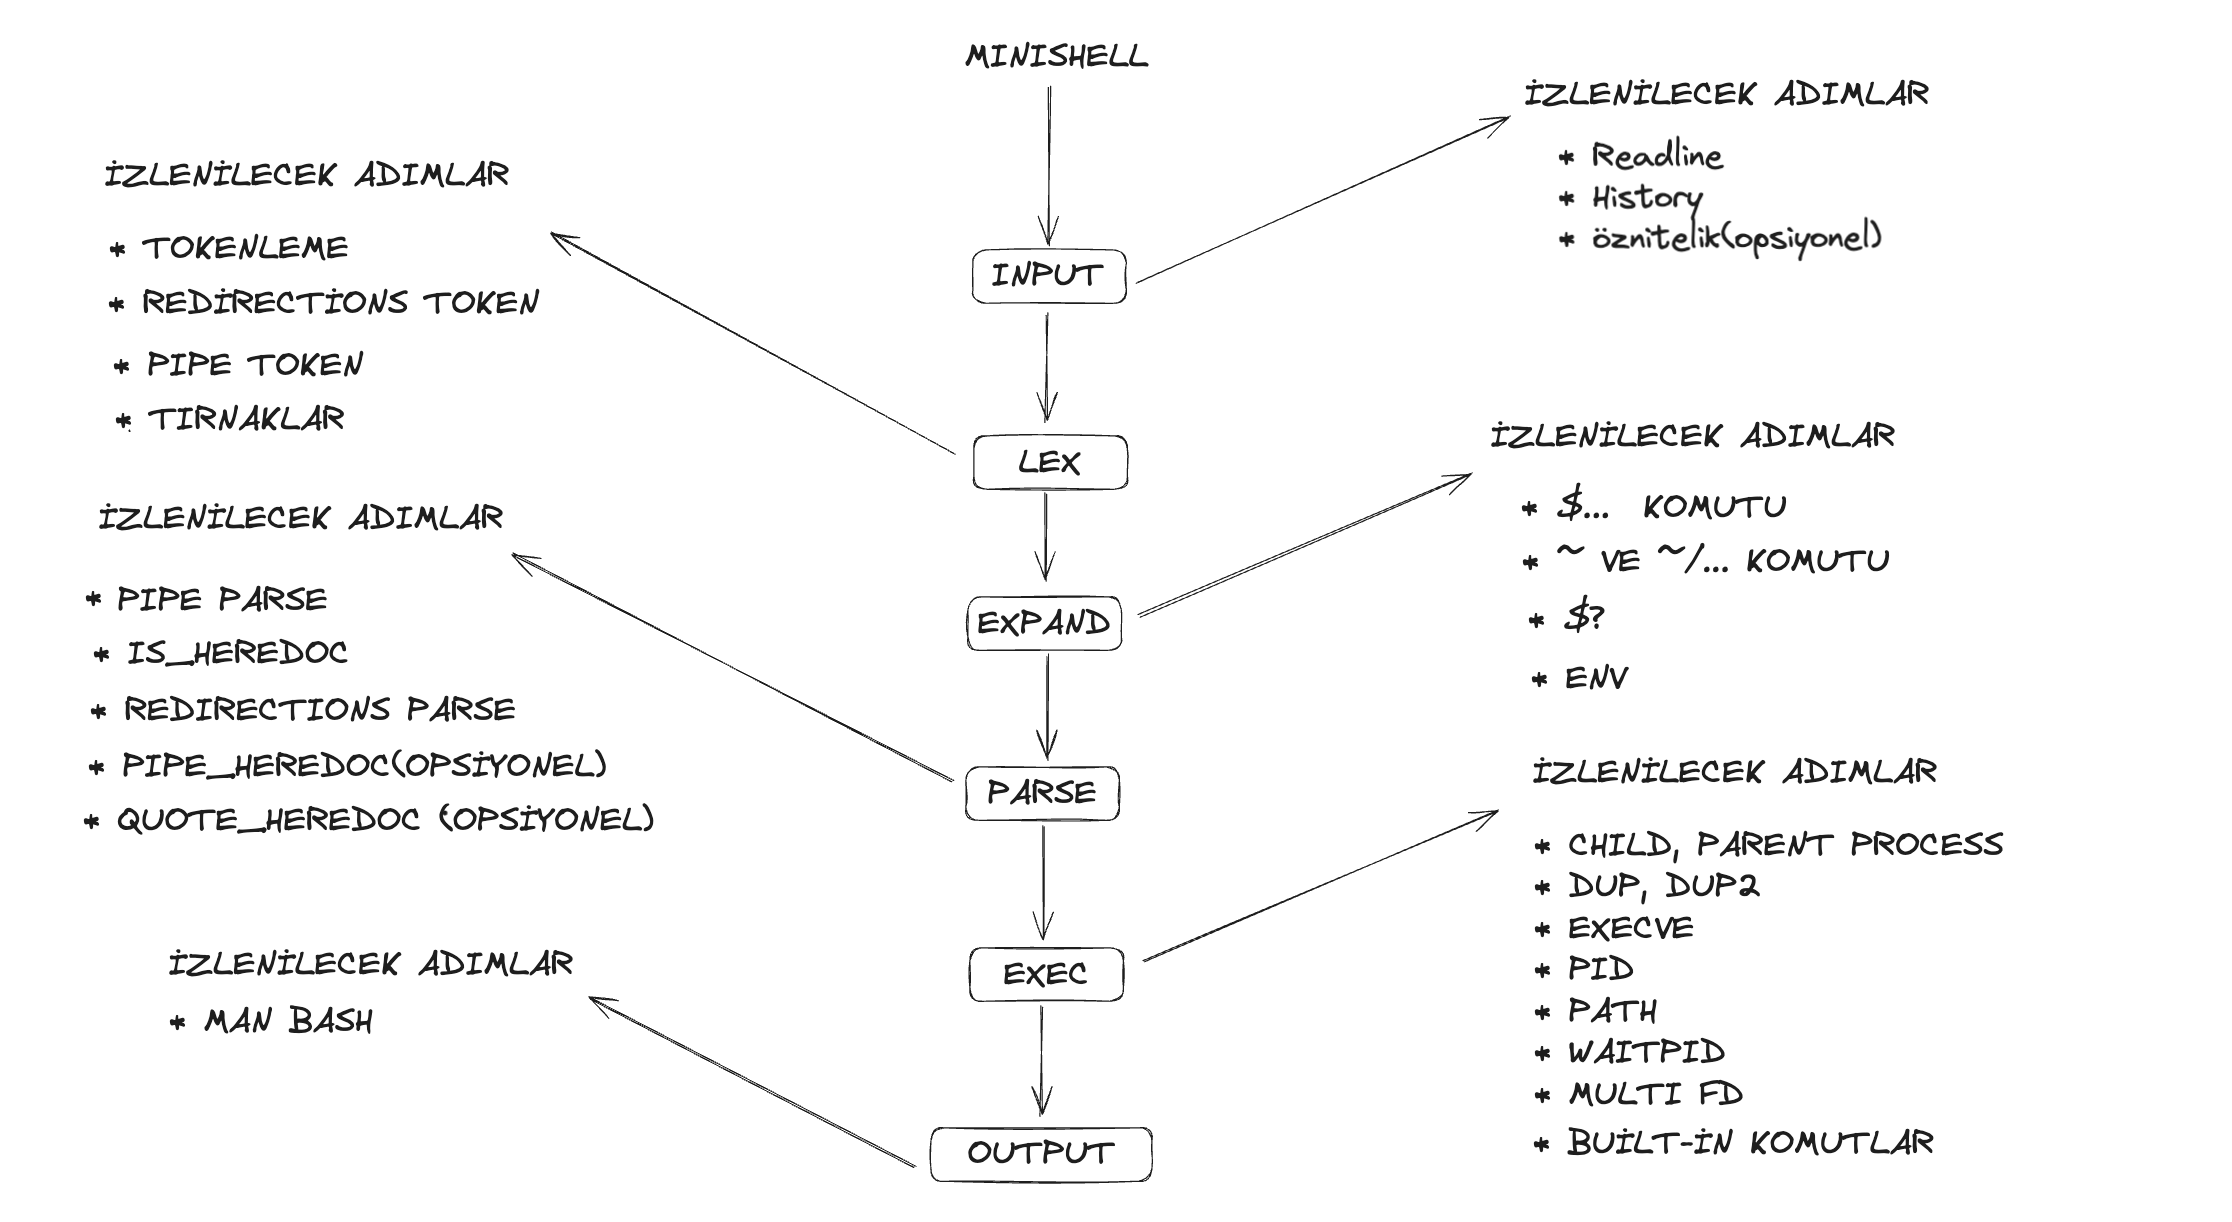 MINISHELL
INPUT
İZLENİLECEK ADIMLAR
* Readline
* History
* öznitelik(opsiyonel)
LEX
İZLENİLECEK ADIMLAR
* TOKENLEME
* REDİRECTİONS TOKEN
* PIPE TOKEN
* TIRNAKLAR
EXPAND
İZLENİLECEK ADIMLAR
* $... KOMUTU
* ~ VE ~/... KOMUTU
* $?
* ENV
PARSE
İZLENİLECEK ADIMLAR
* PIPE PARSE
* IS_HEREDOC
* REDIRECTIONS PARSE
* PIPE_HEREDOC(OPSİYONEL)
* QUOTE_HEREDOC (OPSİYONEL)
EXEC
İZLENİLECEK ADIMLAR
* CHILD, PARENT PROCESS
* DUP, DUP2
* EXECVE
* PID
* PATH
* WAITPID
* MULTI FD
* BUİLT-İN KOMUTLAR
OUTPUT
İZLENİLECEK ADIMLAR
* MAN BASH